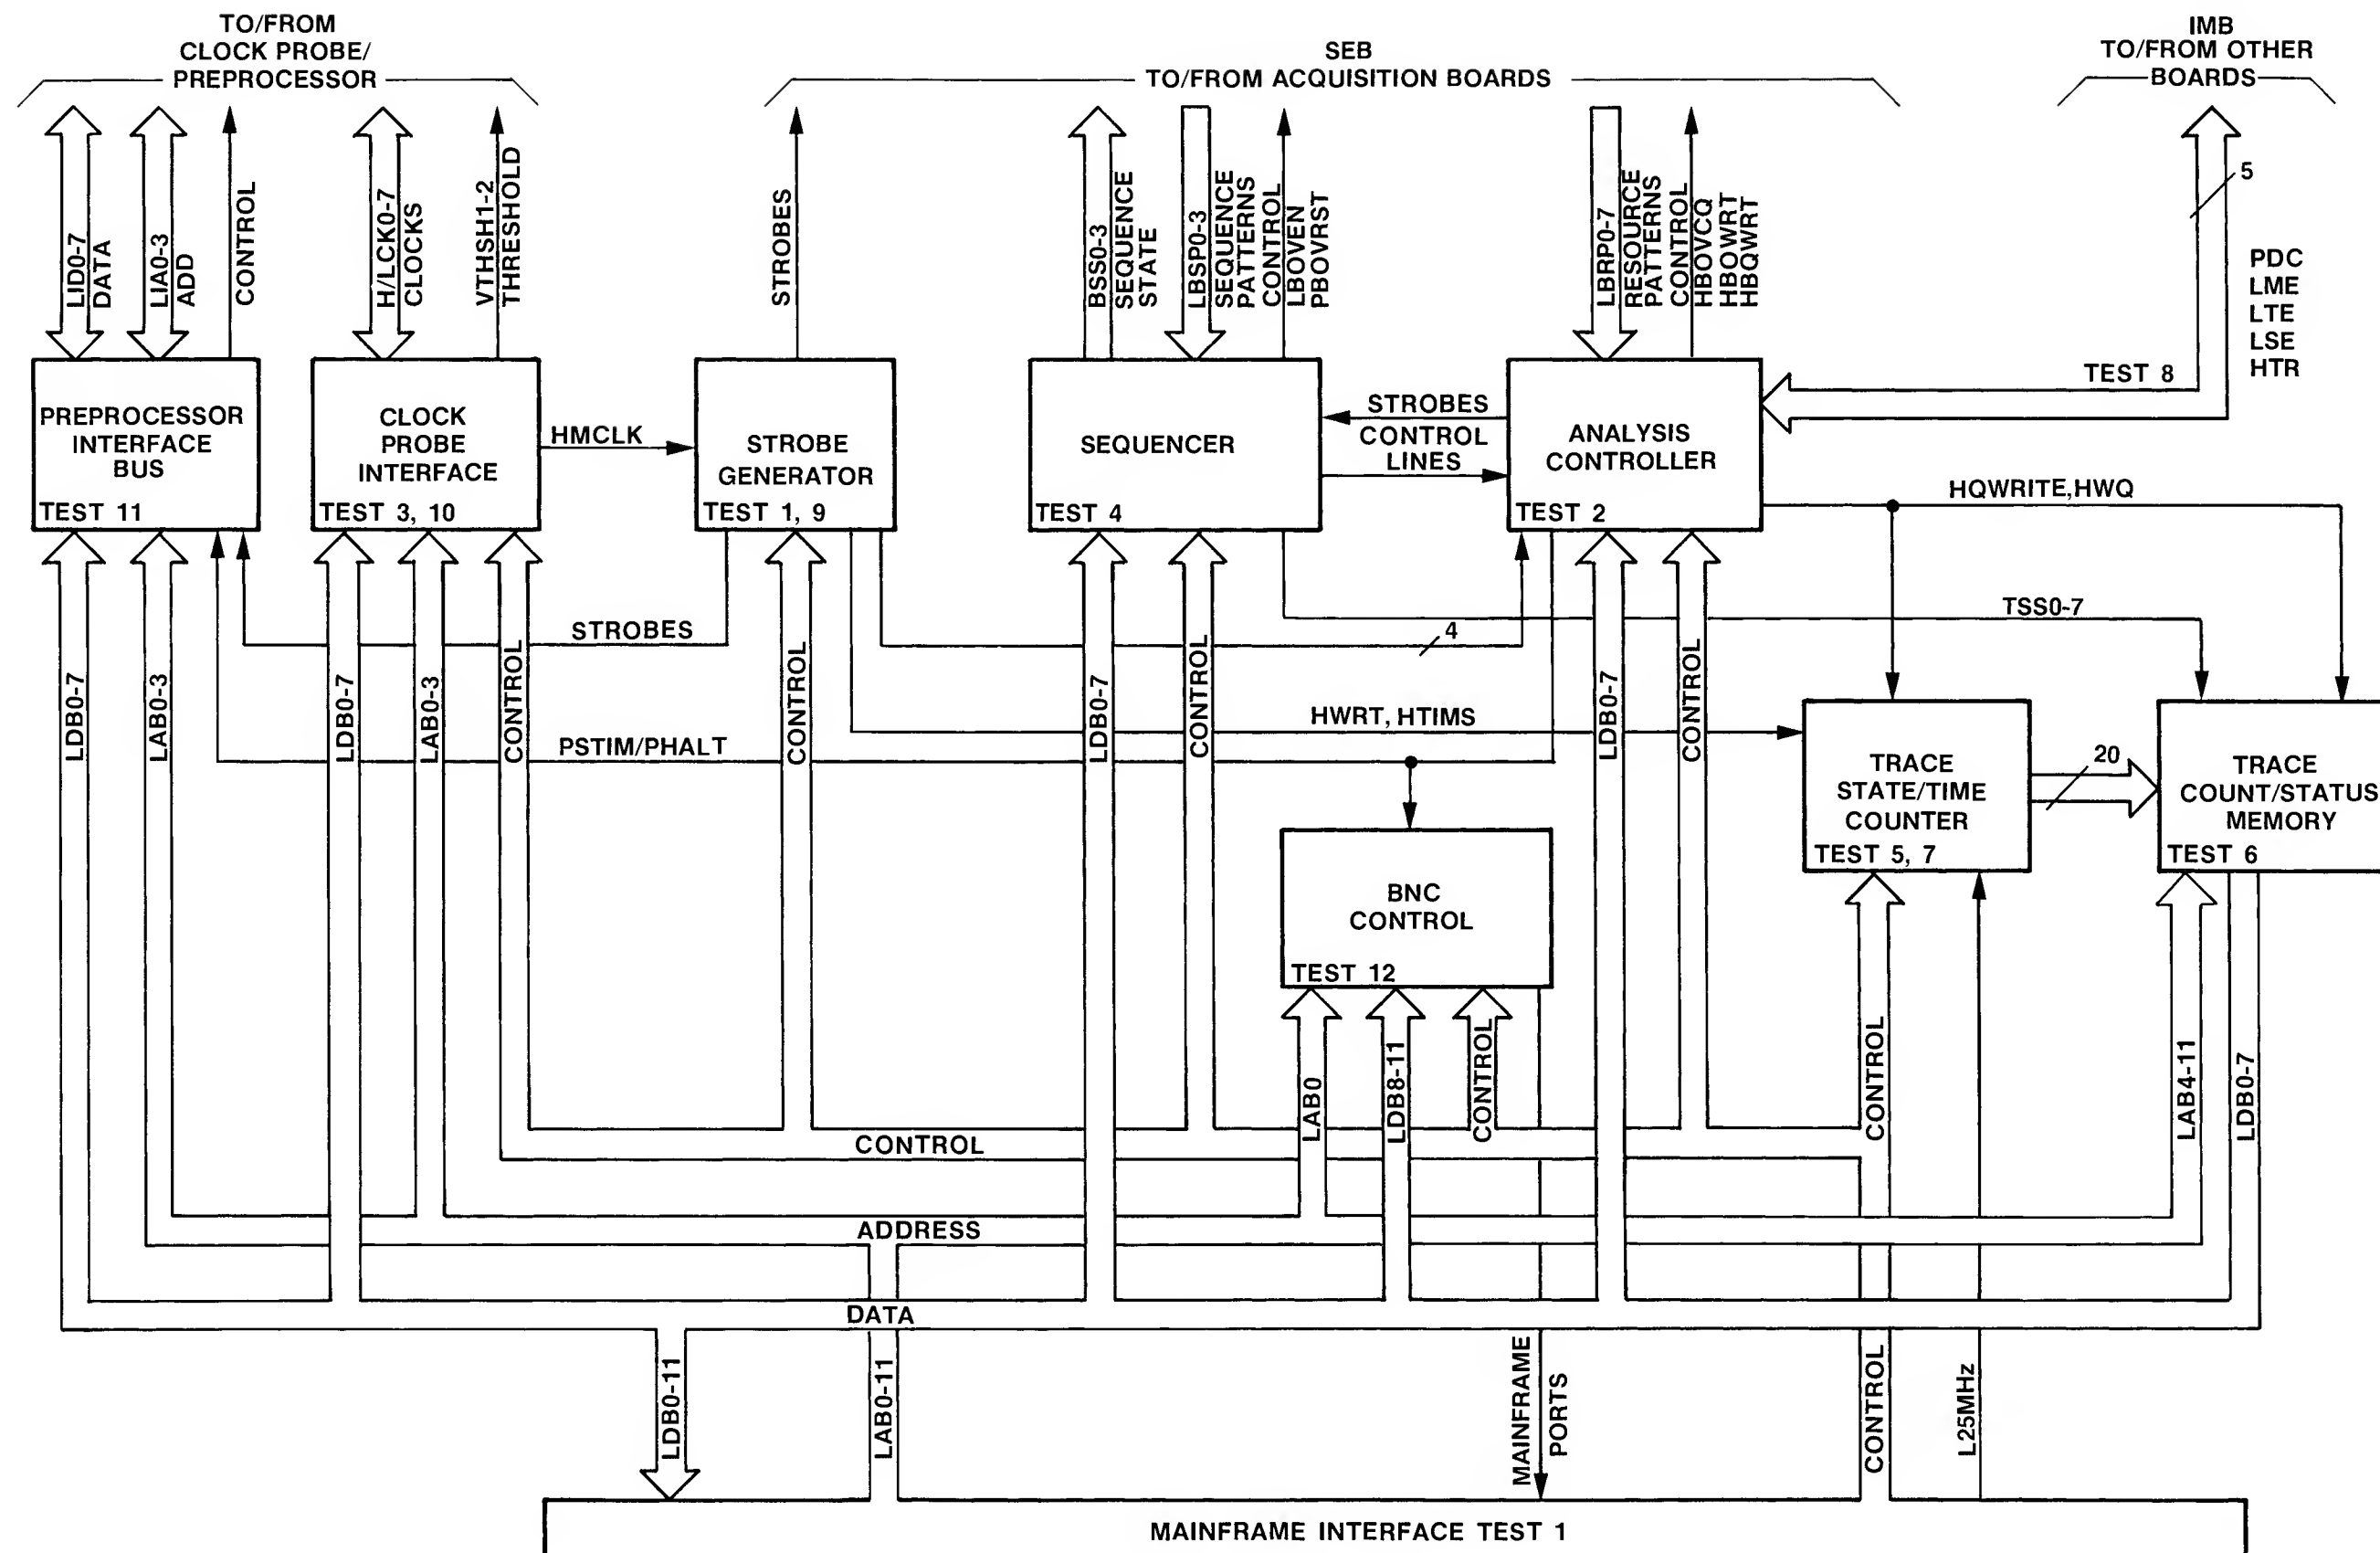 TO/FROM
CLOCK PROBE/
PREPROCESSOR
SEB
TO/FROM ACQUISITION BOARDS
IMB
TO/FROM OTHER
BOARDS
LID0-7
DATA
LIA0-3
ADD
CONTROL
H/LCK0-7
CLOCKS
VTHSH1-2
THRESHOLD
STROBES
BSS0-3
SEQUENCE
STATE
LBSP0-3
SEQUENCE
PATTERNS
CONTROL
LBOVEN
PBOVRST
LBRP0-7
RESOURCE
PATTERNS
CONTROL
HBOVCQ
HBOWRT
HBQWRT
5
PDC
LME
LTE
LSE
HTR
TEST 8
PREPROCESSOR
INTERFACE
BUS
TEST 11
CLOCK
PROBE
INTERFACE
TEST 3, 10
HMCLK
STROBE
GENERATOR
TEST 1, 9
SEQUENCER
TEST 4
STROBES
CONTROL
LINES
ANALYSIS
CONTROLLER
TEST 2
HQWRITE,HWQ
TSS0-7
STROBES
4
HWRT, HTIMS
PSTIM/PHALT
LDB0-7
LAB0-3
LDB0-7
LAB0-3
CONTROL
CONTROL
LDB0-7
CONTROL
LDB0-7
CONTROL
TRACE
STATE/TIME
COUNTER
TEST 5, 7
20
TRACE
COUNT/STATUS
MEMORY
TEST 6
BNC
CONTROL
TEST 12
LAB0
LDB8-11
CONTROL
CONTROL
LAB4-11
LDB0-7
CONTROL
ADDRESS
DATA
LDB0-11
LAB0-11
MAINFRAME
PORTS
CONTROL
L25MHz
MAINFRAME INTERFACE TEST 1